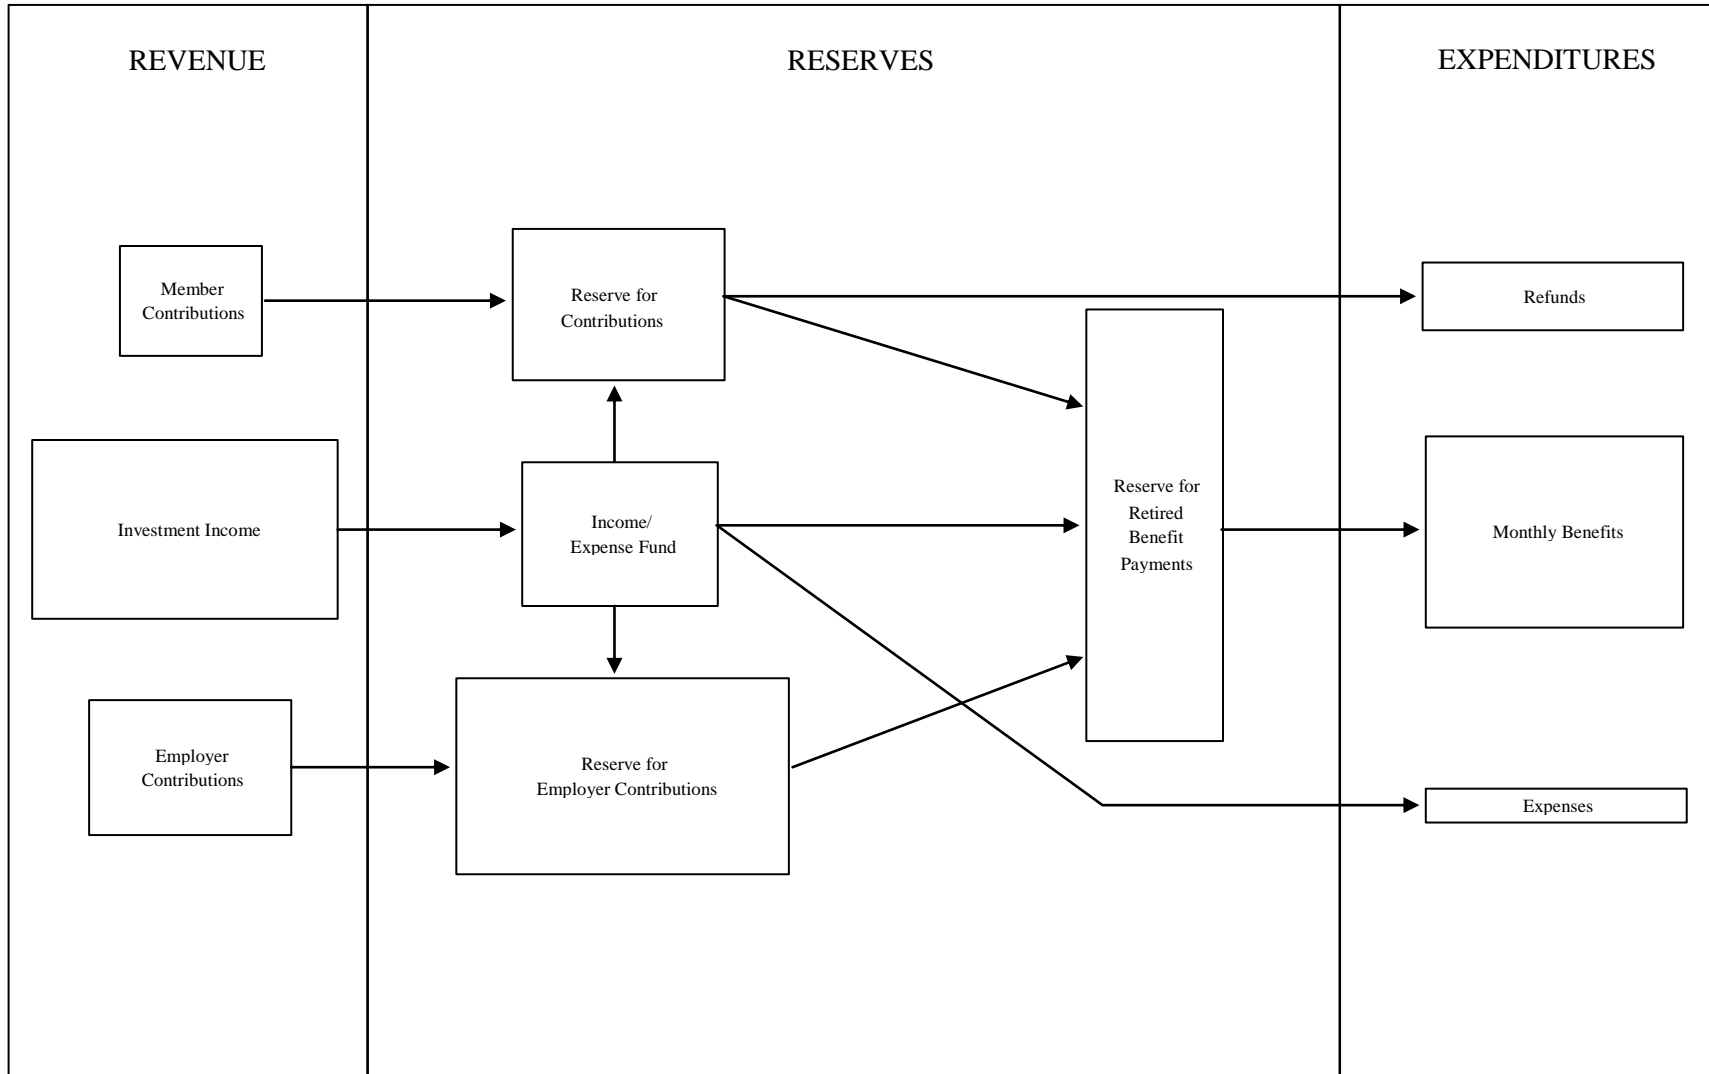 REVENUE
RESERVES
EXPENDITURES
Member
Contributions
Reserve for
Contributions
Refunds
Investment Income
Income/
Expense Fund
Reserve for
Retired
Benefit
Payments
Monthly Benefits
Employer
Contributions
Reserve for
Employer Contributions
Expenses